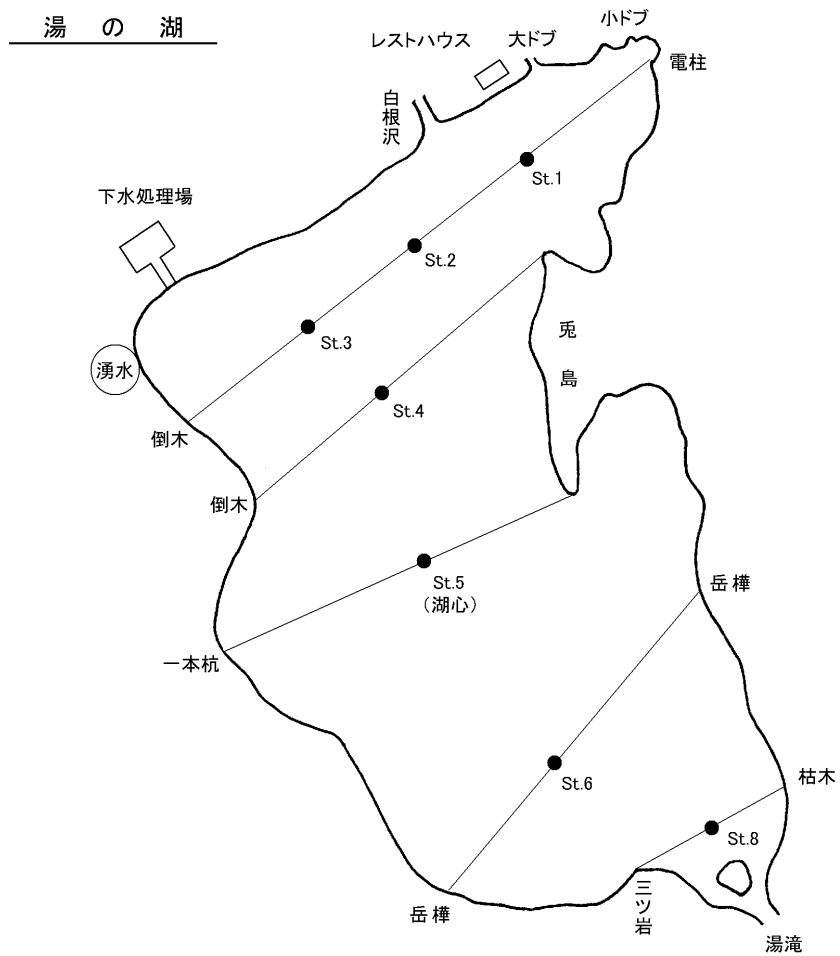 湯の湖
小ドブ
レストハウス
大ドブ
電柱
白根沢
St.1
下水処理場
St.2
兎島
St.3
湧水
St.4
倒木
倒木
St.5
（湖心）
岳樺
一本杭
St.6
枯木
St.8
三ツ岩
岳樺
湯滝